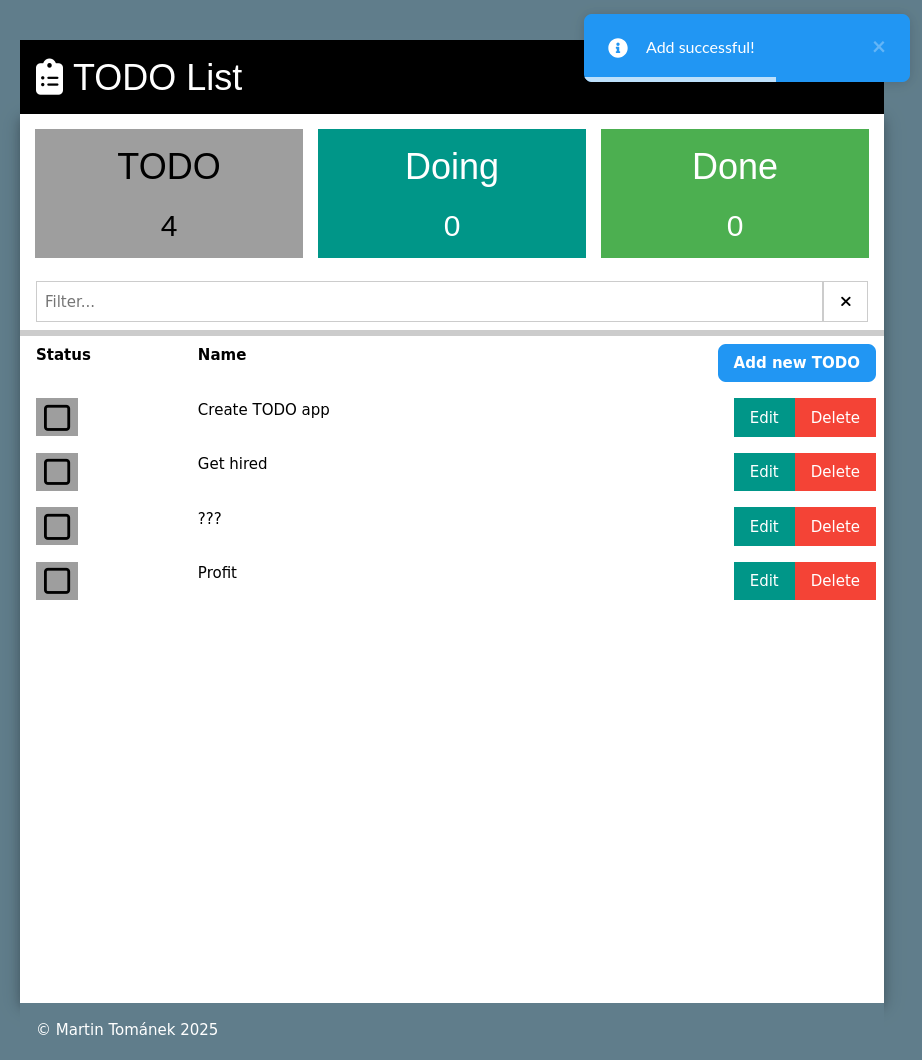 Add successful!
TODO List
TODO Doing Done
4 0 0
Filter...
Status Name Add new TODO
Create TODO app Edit Delete
Get hired Edit Delete
??? Edit Delete
Profit Edit Delete
© Martin Tománek 2025